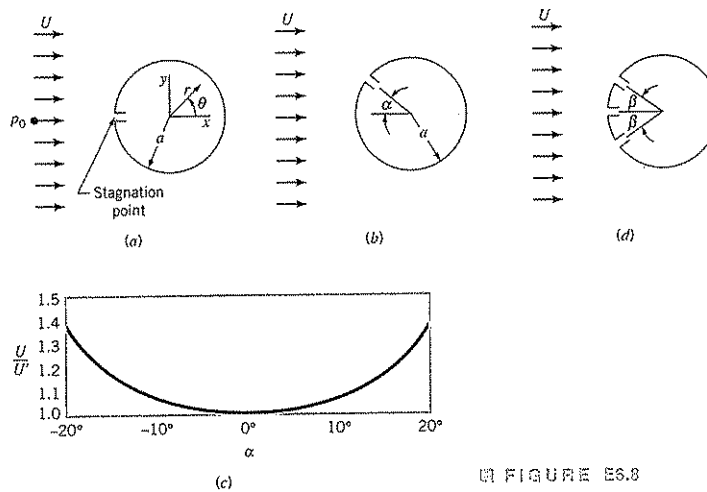 U
p₀
y
r
θ
x
a
Stagnation
point
(a)
U
α
a
(b)
U
β
β
(d)
1.5
1.4
1.3
1.2
1.1
1.0
U
U'
-20°
-10°
0°
10°
20°
α
(c)
FIGURE E6.8